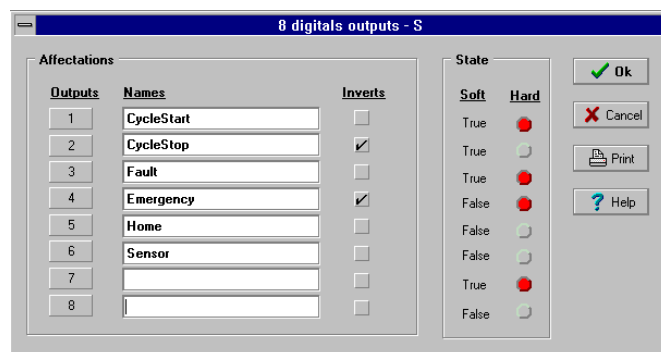 8 digitals outputs - S
Affectations
State
Outputs Names Inverts
Soft Hard
1 CycleStart True
2 CycleStop True
3 Fault True
4 Emergency False
5 Home False
6 Sensor False
7 True
8 False
Ok
Cancel
Print
Help